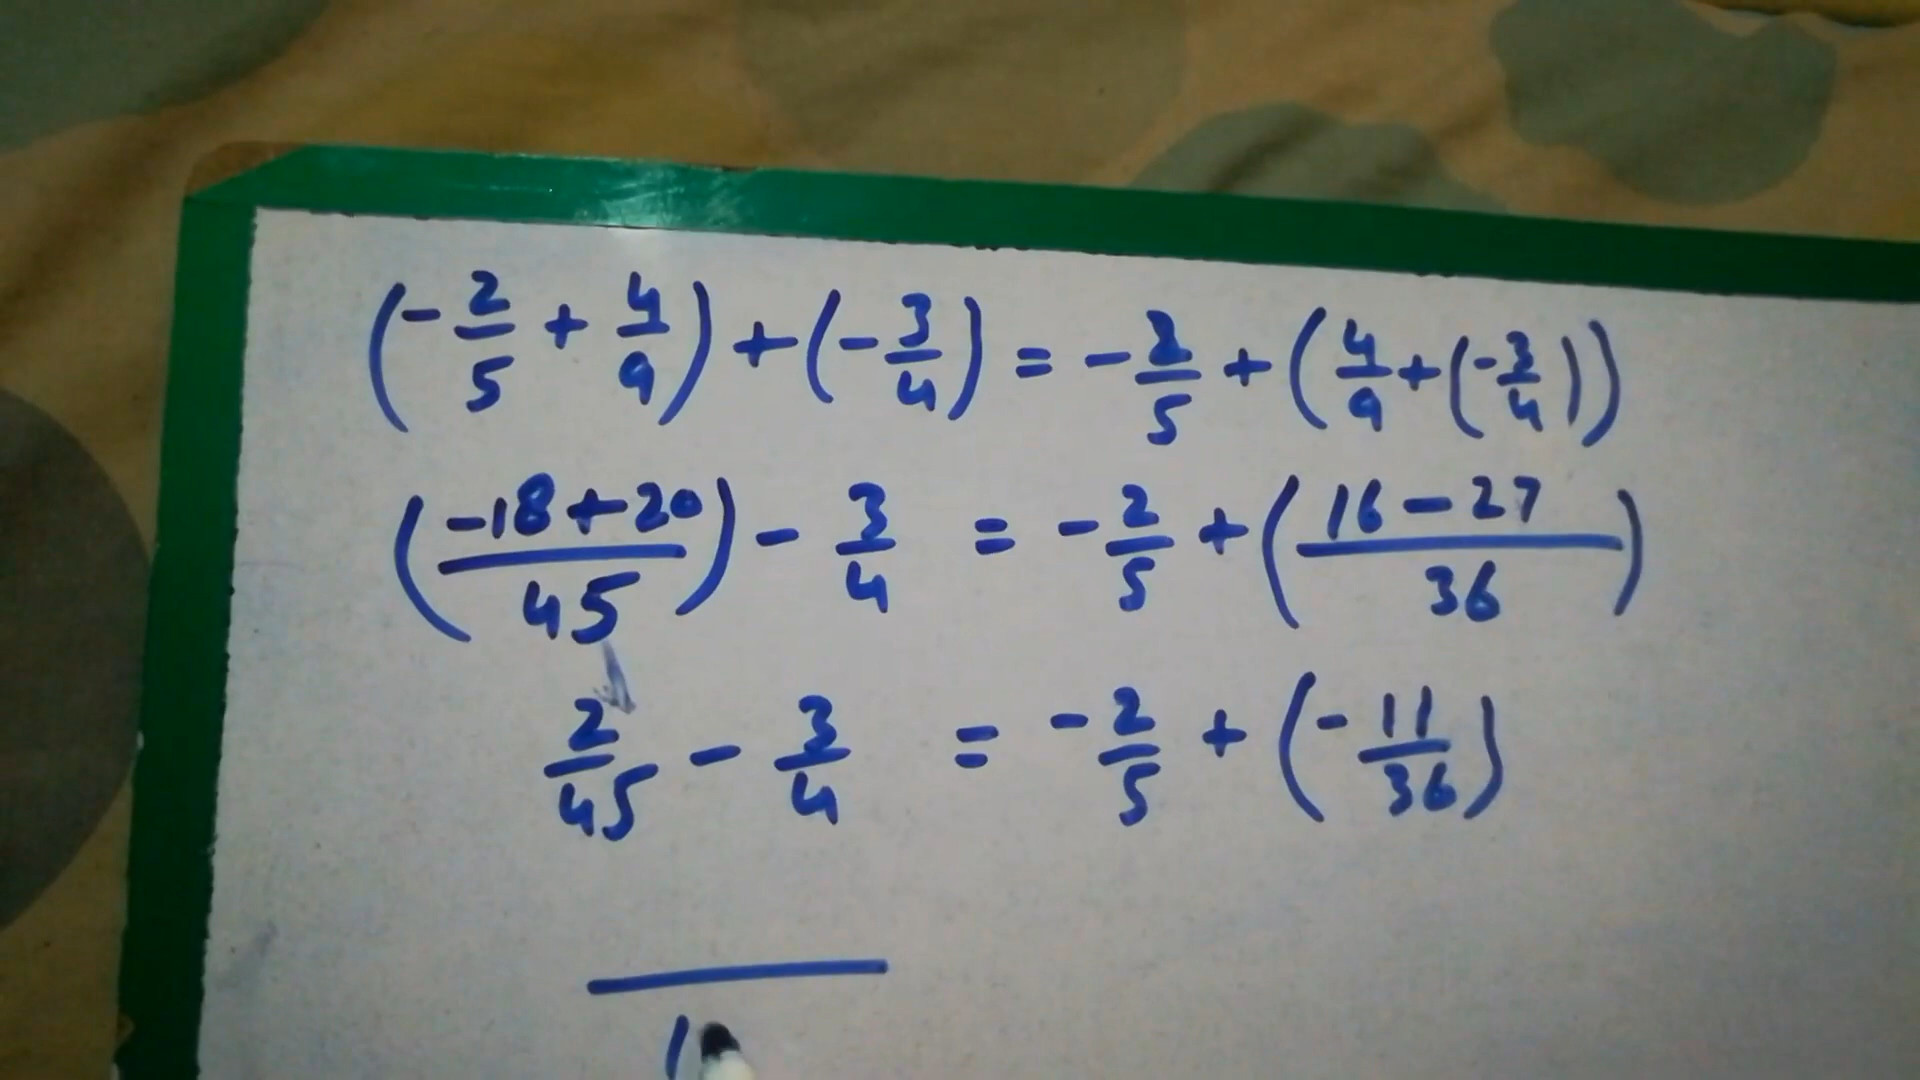 (-2/5 + 4/9) + (-3/4) = -2/5 + (4/9 + (-3/4))
(-18+20/45) - 3/4 = -2/5 + (16-27/36)
2/45 - 3/4 = -2/5 + (-11/36)
1